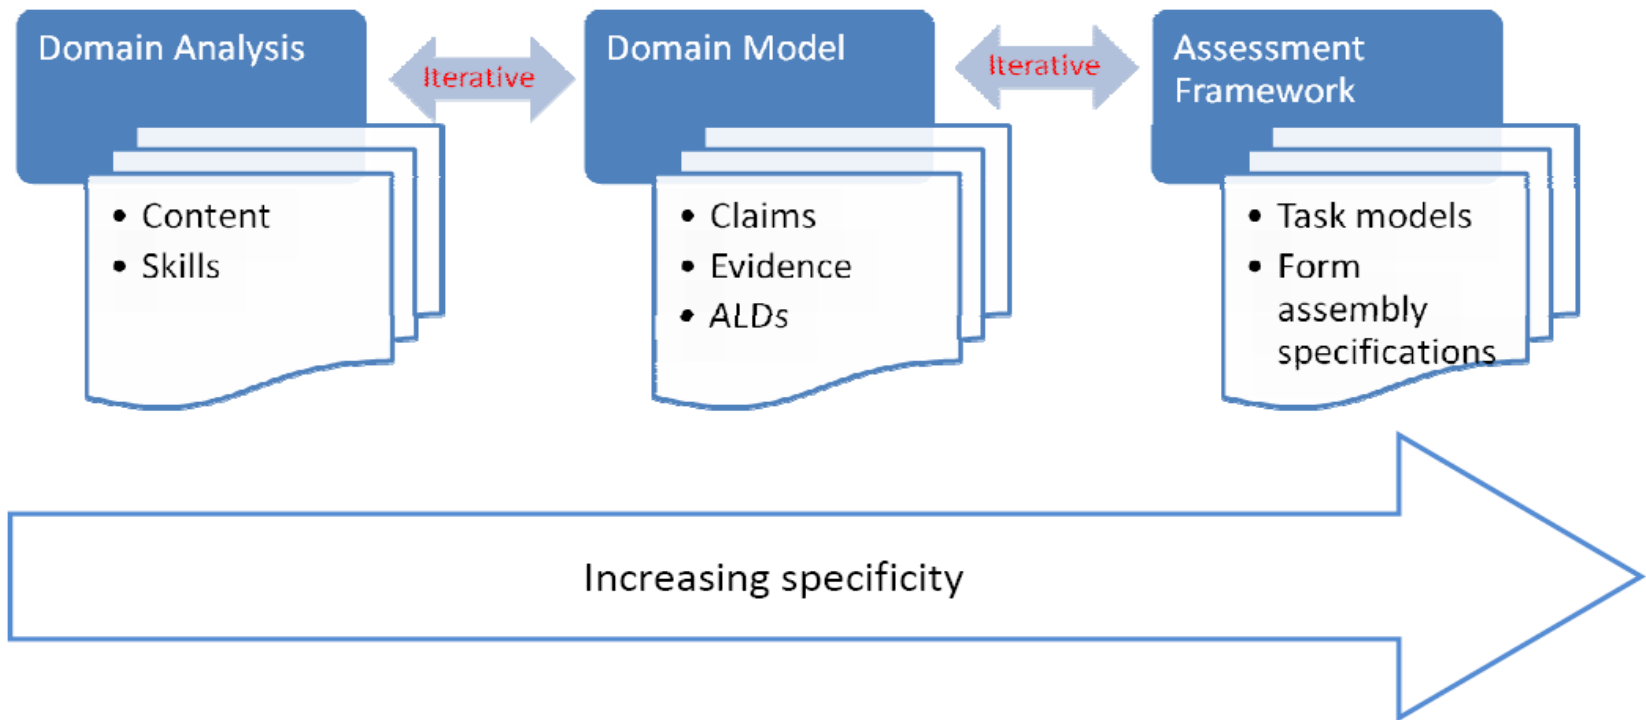 Domain Analysis
Iterative
Domain Model
Iterative
Assessment
Framework
• Content
• Skills
• Claims
• Evidence
• ALDs
• Task models
• Form
assembly
specifications
Increasing specificity